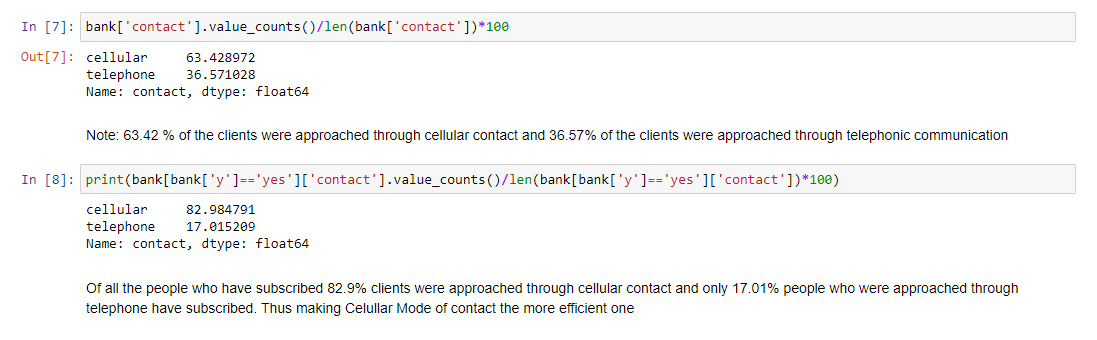 In [7]: bank['contact'].value_counts()/len(bank['contact'])*100
Out[7]: cellular 63.428972
telephone 36.571028
Name: contact, dtype: float64
Note: 63.42 % of the clients were approached through cellular contact and 36.57% of the clients were approached through telephonic communication
In [8]: print(bank[bank['y']=='yes']['contact'].value_counts()/len(bank[bank['y']=='yes']['contact'])*100)
cellular 82.984791
telephone 17.015209
Name: contact, dtype: float64
Of all the people who have subscribed 82.9% clients were approached through cellular contact and only 17.01% people who were approached through
telephone have subscribed. Thus making Celullar Mode of contact the more efficient one